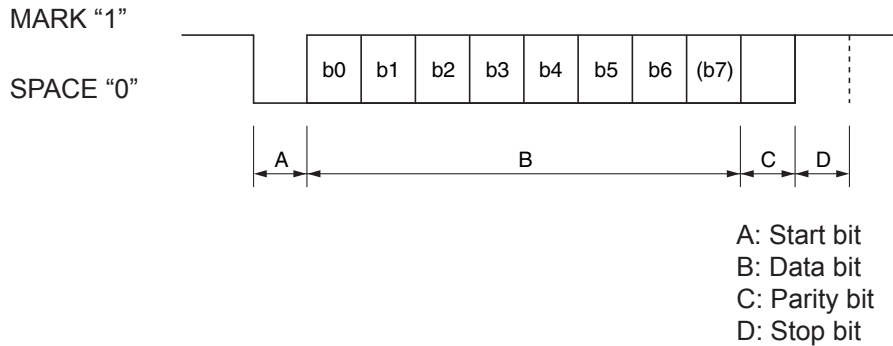 MARK “1”
b0 b1 b2 b3 b4 b5 b6 (b7)
SPACE “0”
A B C D
A: Start bit
B: Data bit
C: Parity bit
D: Stop bit